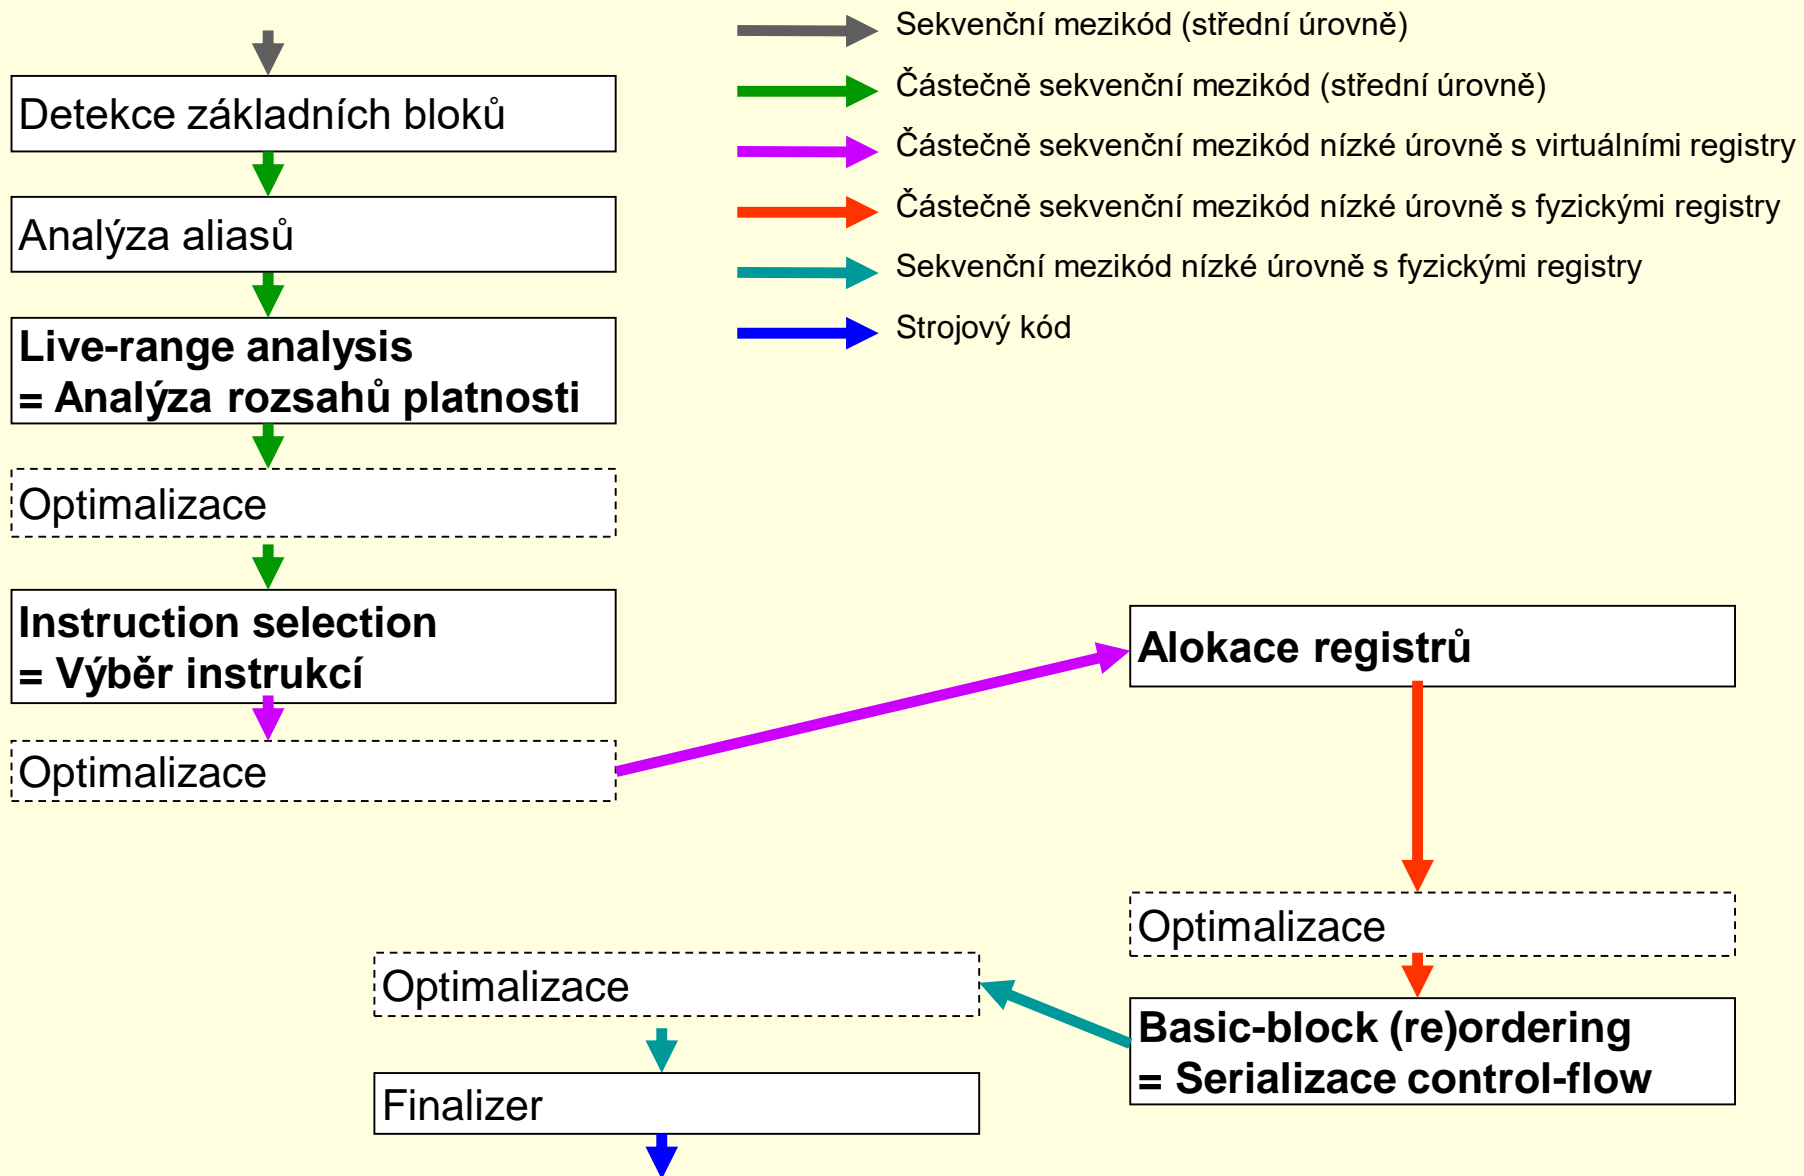 Sekvenční mezikód (střední úrovně)
Částečně sekvenční mezikód (střední úrovně)
Částečně sekvenční mezikód nízké úrovně s virtuálními registry
Částečně sekvenční mezikód nízké úrovně s fyzickými registry
Sekvenční mezikód nízké úrovně s fyzickými registry
Strojový kód
Detekce základních bloků
Analýza aliasů
Live-range analysis
= Analýza rozsahů platnosti
Optimalizace
Instruction selection
= Výběr instrukcí
Optimalizace
Alokace registrů
Optimalizace
Basic-block (re)ordering
= Serializace control-flow
Optimalizace
Finalizer